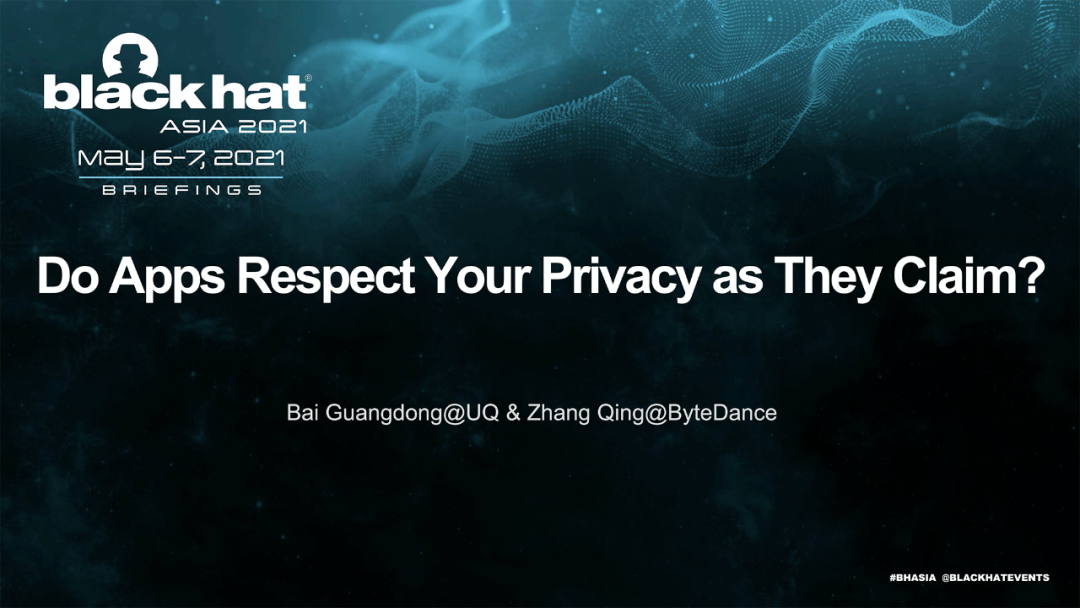 black hat®
ASIA 2021
May 6-7, 2021
BRIEFINGS
Do Apps Respect Your Privacy as They Claim?
Bai Guangdong@UQ & Zhang Qing@ByteDance
#BHASIA @BLACKHATEVENTS